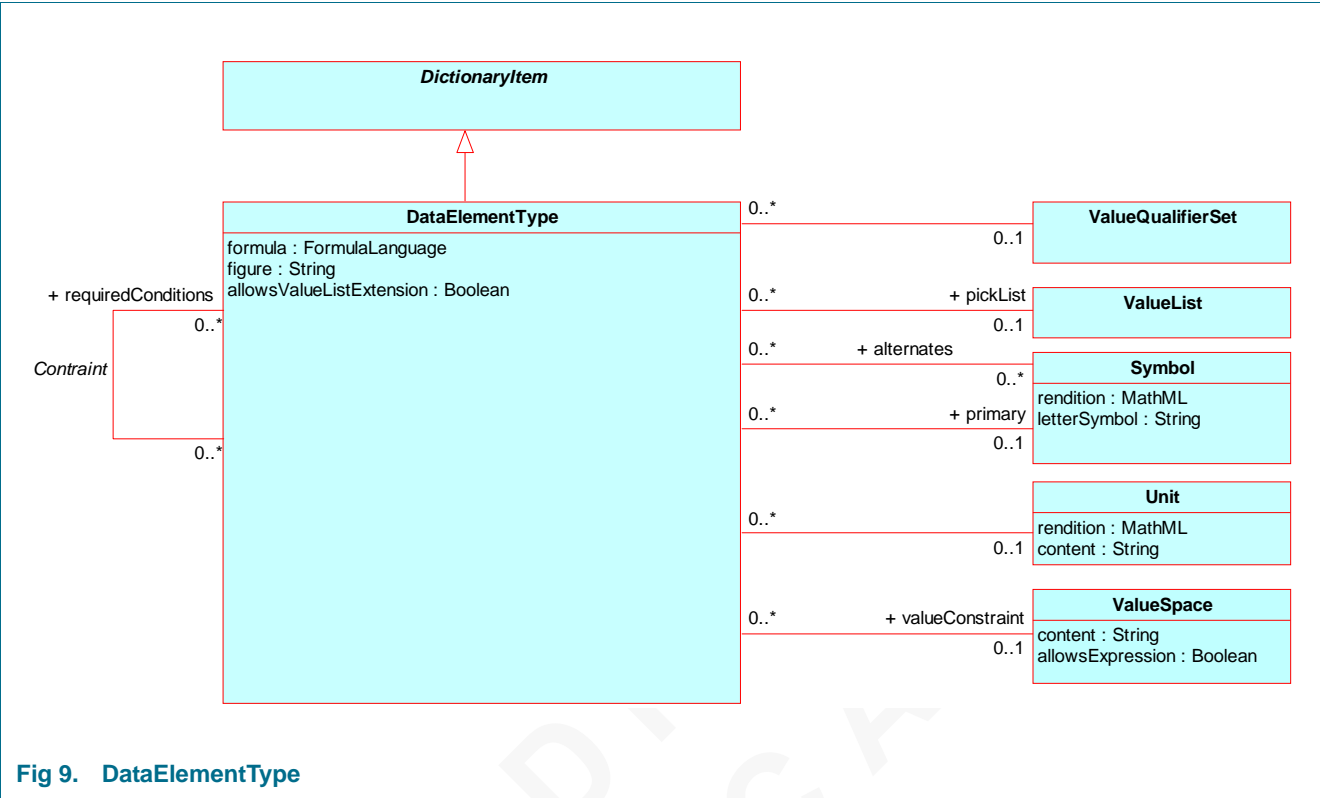 DictionaryItem
DataElementType
formula : FormulaLanguage
figure : String
allowsValueListExtension : Boolean
+ requiredConditions
0..*
Contraint
0..*
0..*
0..1
ValueQualifierSet
0..*
+ pickList
0..1
ValueList
0..*
+ alternates
0..*
Symbol
rendition : MathML
letterSymbol : String
0..*
+ primary
0..1
Unit
rendition : MathML
content : String
0..*
0..1
ValueSpace
content : String
allowsExpression : Boolean
0..*
+ valueConstraint
0..1
Fig 9. DataElementType